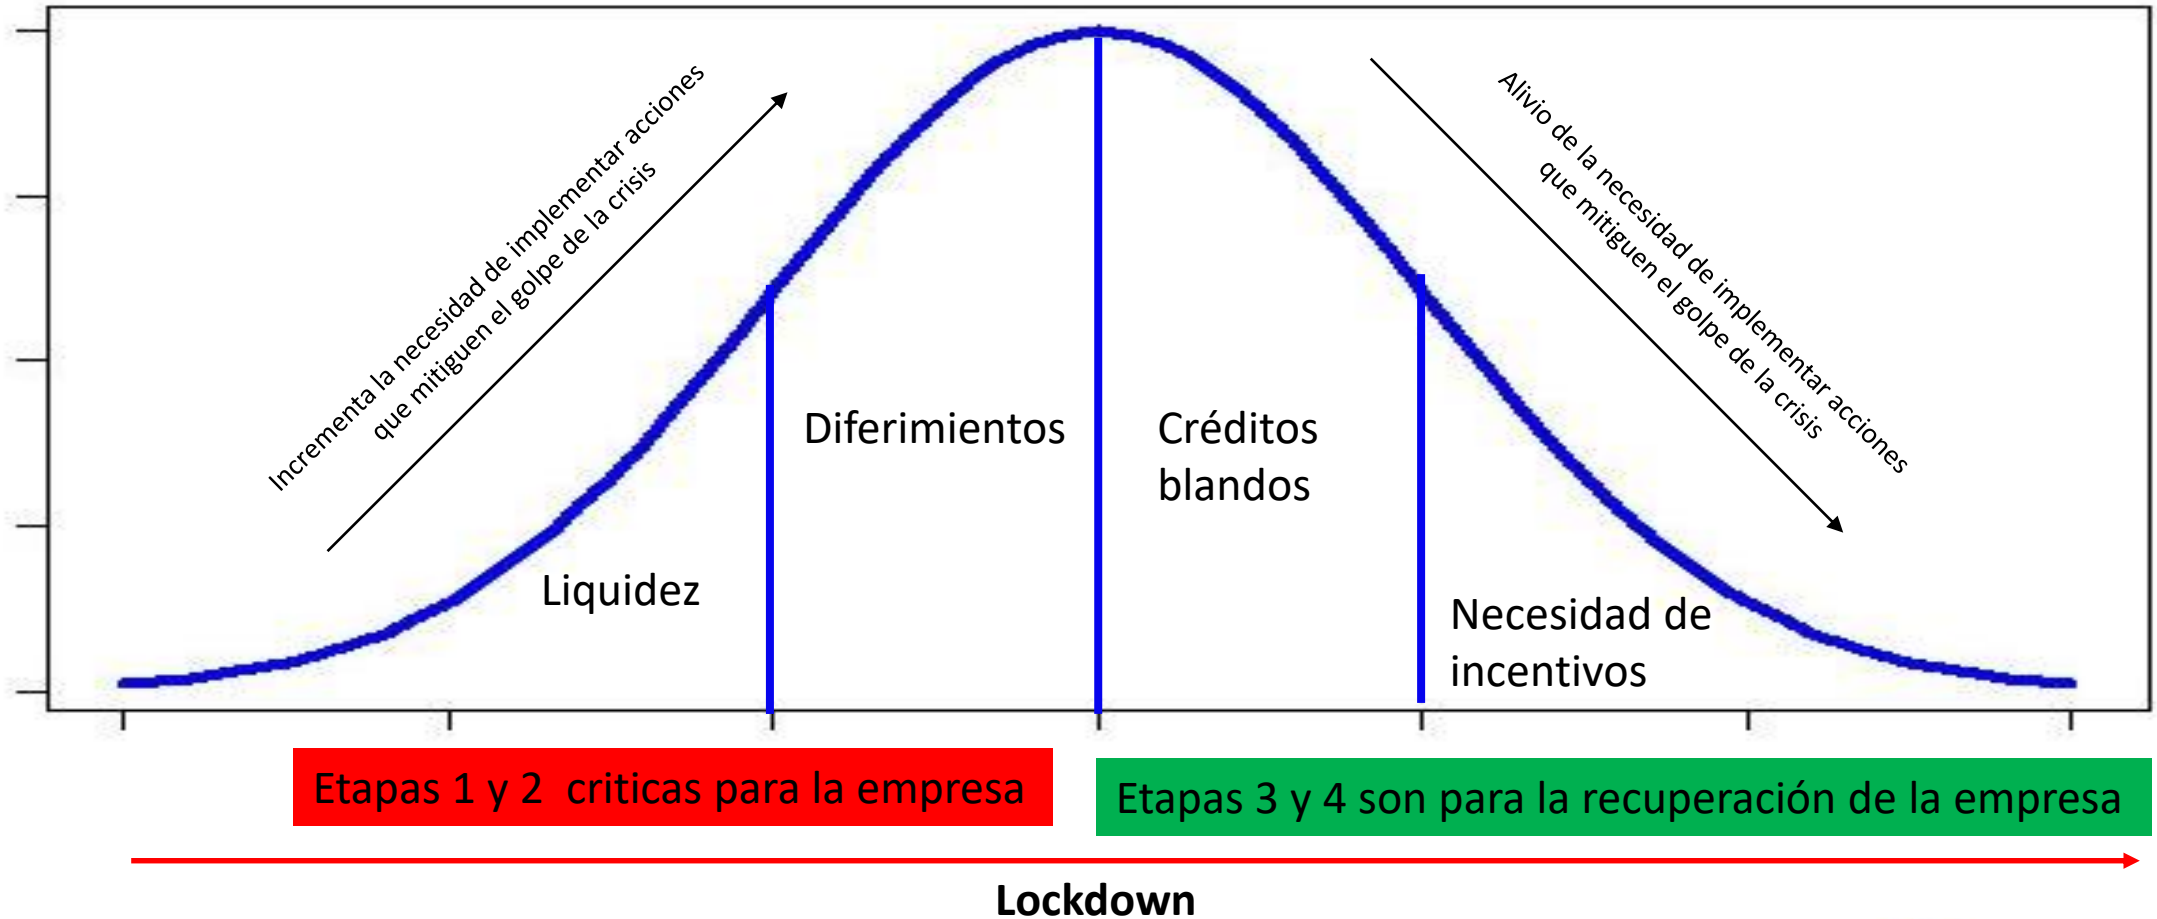 Incrementa la necesidad de implementar acciones
que mitiguen el golpe de la crisis
Alivio de la necesidad de implementar acciones
que mitiguen el golpe de la crisis
Diferimientos
Créditos
blandos
Liquidez
Necesidad de
incentivos
Etapas 1 y 2 criticas para la empresa
Etapas 3 y 4 son para la recuperación de la empresa
Lockdown